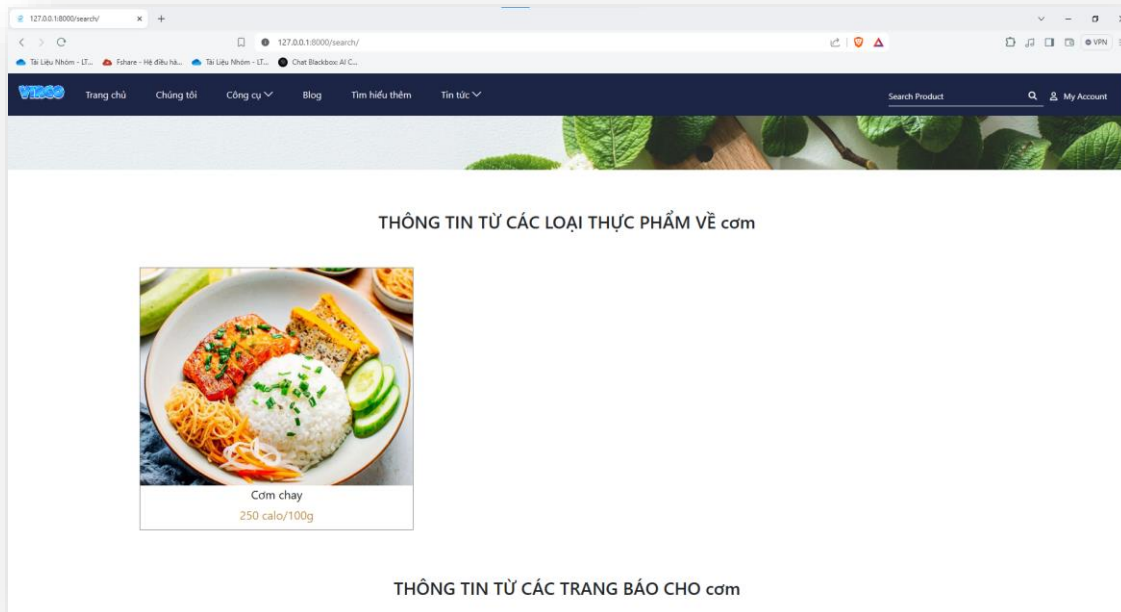 127.0.0.1:8000/search/
127.0.0.1:8000/search/
VPN
Tài Liệu Nhóm - LT... Fshare - Hệ điều hà... Tài Liệu Nhóm - LT... Chat Blackbox: AI C...
Trang chủ Chúng tôi Công cụ Blog Tìm hiểu thêm Tin tức Search Product My Account
THÔNG TIN TỪ CÁC LOẠI THỰC PHẨM VỀ cơm
Cơm chay
250 calo/100g
THÔNG TIN TỪ CÁC TRANG BÁO CHO cơm